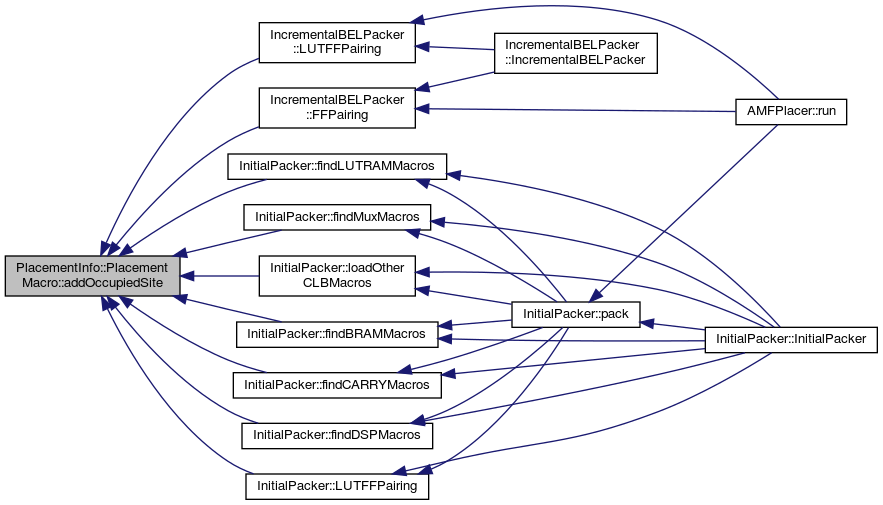 IncrementalBELPacker
::LUTFFPairing
IncrementalBELPacker
::IncrementalBELPacker
IncrementalBELPacker
::FFPairing
AMFPlacer::run
InitialPacker::findLUTRAMMacros
InitialPacker::findMuxMacros
PlacementInfo::Placement
Macro::addOccupiedSite
InitialPacker::loadOther
CLBMacros
InitialPacker::pack
InitialPacker::findBRAMMacros
InitialPacker::InitialPacker
InitialPacker::findCARRYMacros
InitialPacker::findDSPMacros
InitialPacker::LUTFFPairing